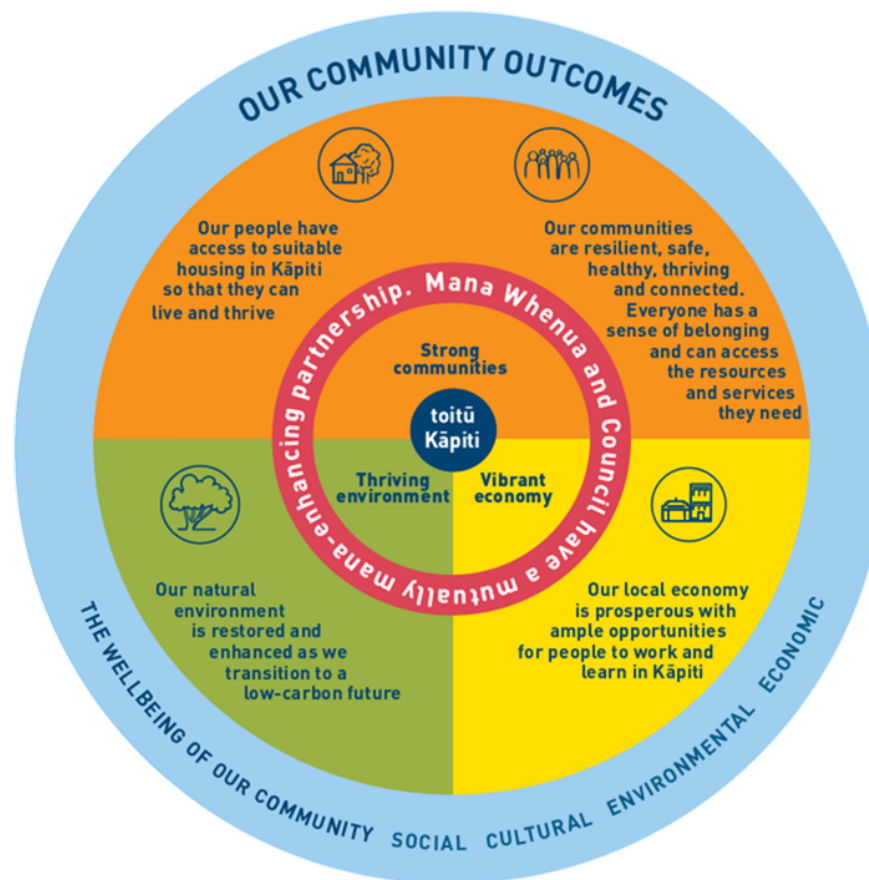 OUR COMMUNITY OUTCOMES
Our people have
access to suitable
housing in Kāpiti
so that they can
live and thrive
Our communities
are resilient, safe,
healthy, thriving
and connected.
Everyone has a
sense of belonging
and can access
the resources
and services
they need
Mana Whenua and Council have a mutually mana-enhancing partnership.
Strong
communities
toitū
Kāpiti
Thriving
environment
Vibrant
economy
Our natural
environment
is restored and
enhanced as we
transition to a
low-carbon future
Our local economy
is prosperous with
ample opportunities
for people to work and
learn in Kāpiti
THE WELLBEING OF OUR COMMUNITY SOCIAL CULTURAL ENVIRONMENTAL ECONOMIC